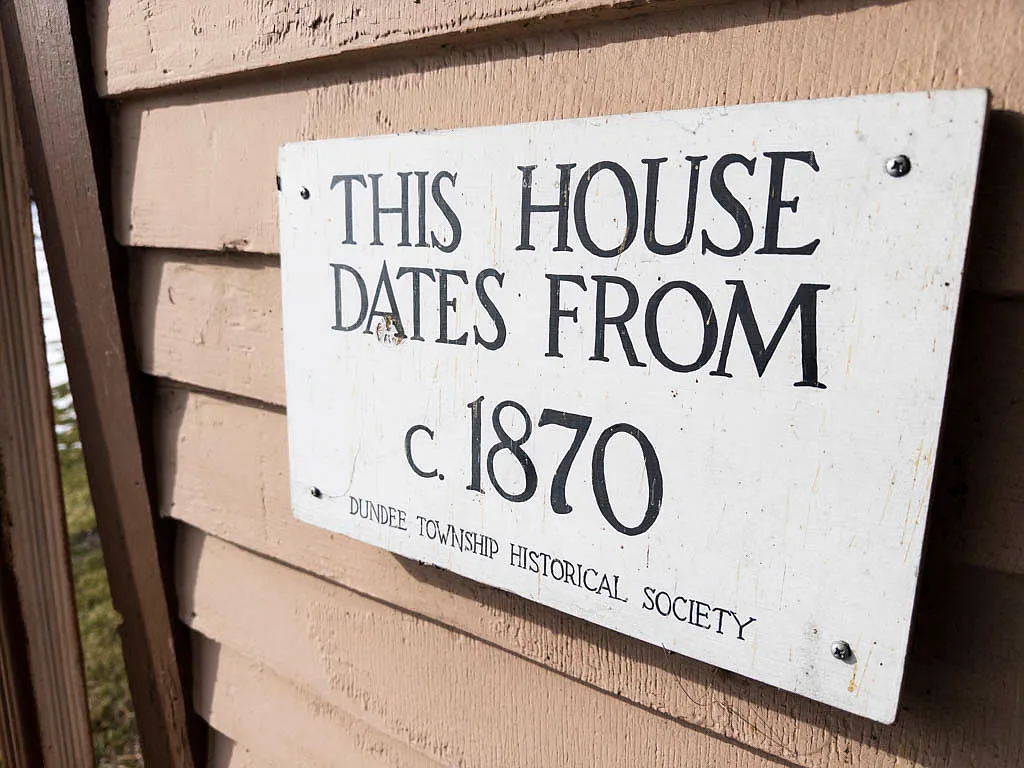 THIS HOUSE
DATES FROM
c. 1870
DUNDEE TOWNSHIP HISTORICAL SOCIETY